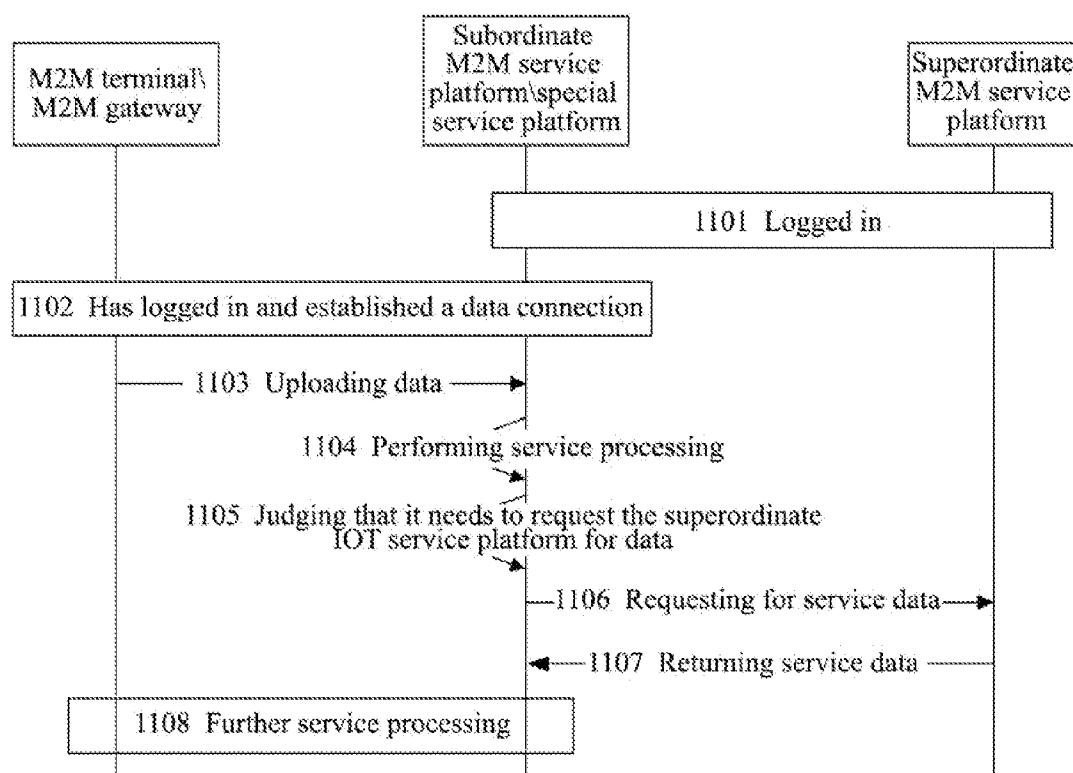 M2M terminal\
M2M gateway
Subordinate
M2M service
platform\special
service platform
Superordinate
M2M service
platform
1101 Logged in
1102 Has logged in and established a data connection
1103 Uploading data
1104 Performing service processing
1105 Judging that it needs to request the superordinate
IOT service platform for data
1106 Requesting for service data
1107 Returning service data
1108 Further service processing